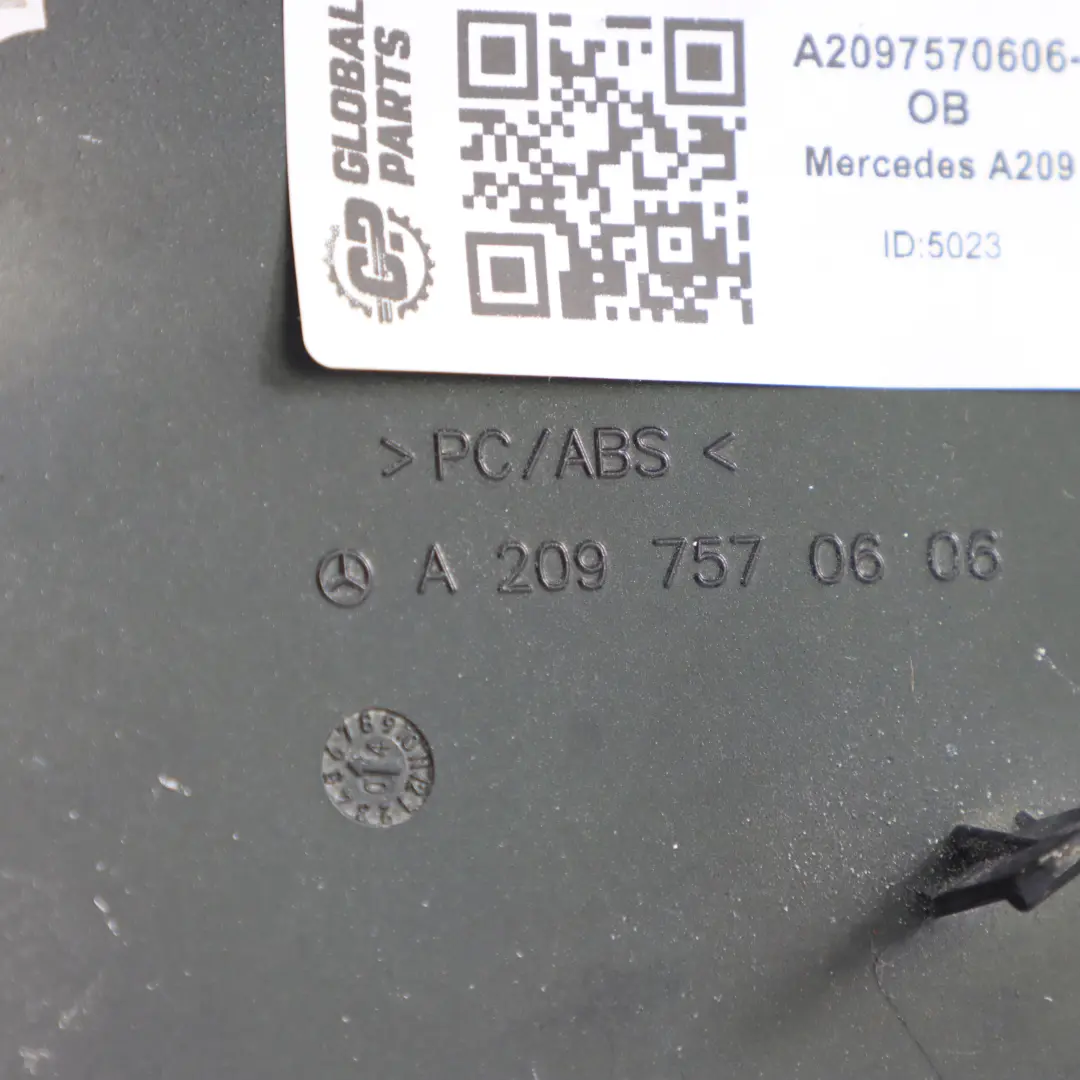 GLOBAL
PARTS
A2097570606-
OB
Mercedes A209
ID:5023
>PC/ABS<
A 209 757 06 06